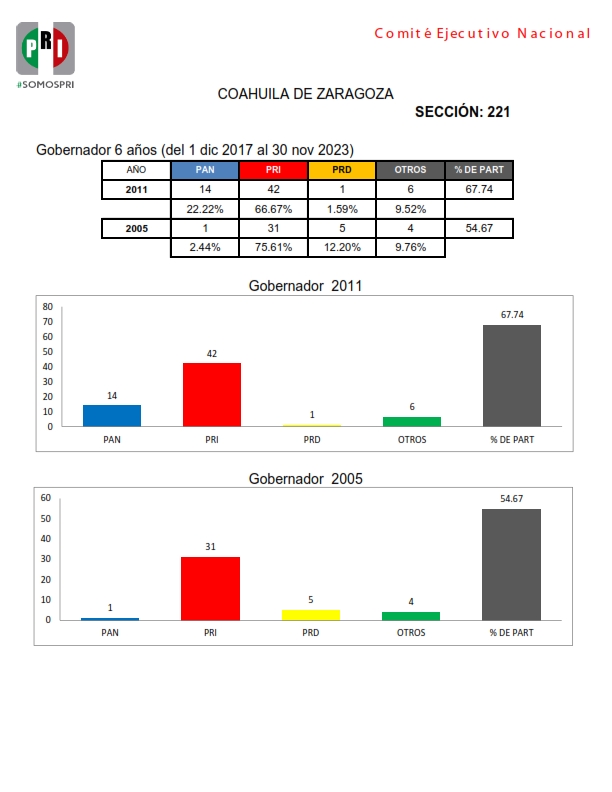 PRI
#SOMOSPRI
Comité Ejecutivo Nacional
COAHUILA DE ZARAGOZA
SECCIÓN: 221
Gobernador 6 años (del 1 dic 2017 al 30 nov 2023)
AÑO PAN PRI PRD OTROS % DE PART
2011 14 42 1 6 67.74
22.22% 66.67% 1.59% 9.52%
2005 1 31 5 4 54.67
2.44% 75.61% 12.20% 9.76%
Gobernador 2011
80
70
60
50
40
30
20
10
0
14 42 1 6 67.74
PAN PRI PRD OTROS % DE PART
Gobernador 2005
60
50
40
30
20
10
0
1 31 5 4 54.67
PAN PRI PRD OTROS % DE PART